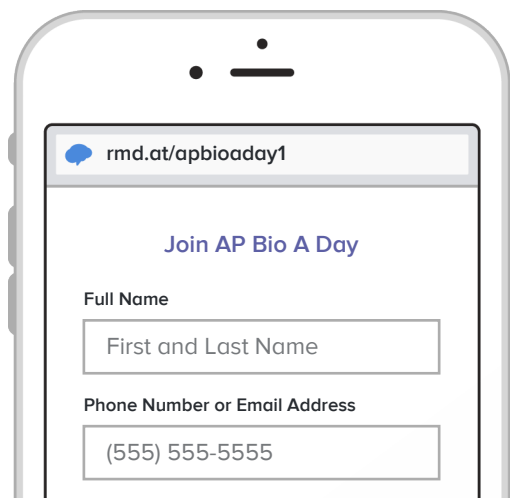 rmd.at/apbioaday1
Join AP Bio A Day
Full Name
First and Last Name
Phone Number or Email Address
(555) 555-5555